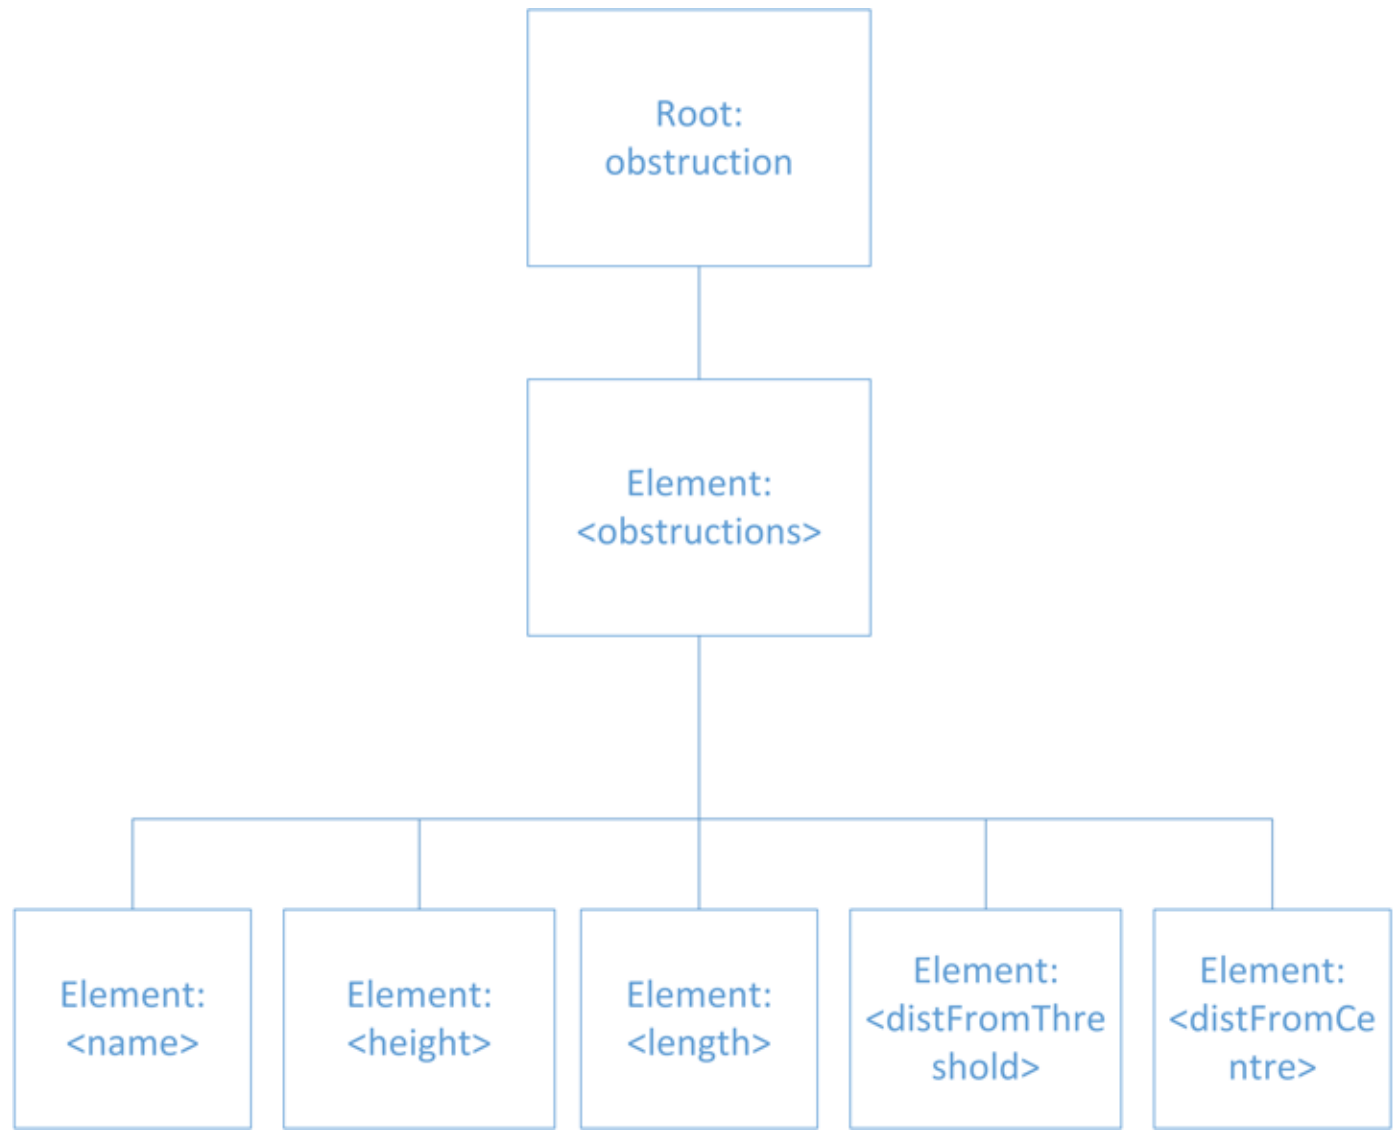 Root:
obstruction
Element:
<obstructions>
Element:
<name>
Element:
<height>
Element:
<length>
Element:
<distFromThre
shold>
Element:
<distFromCe
ntre>